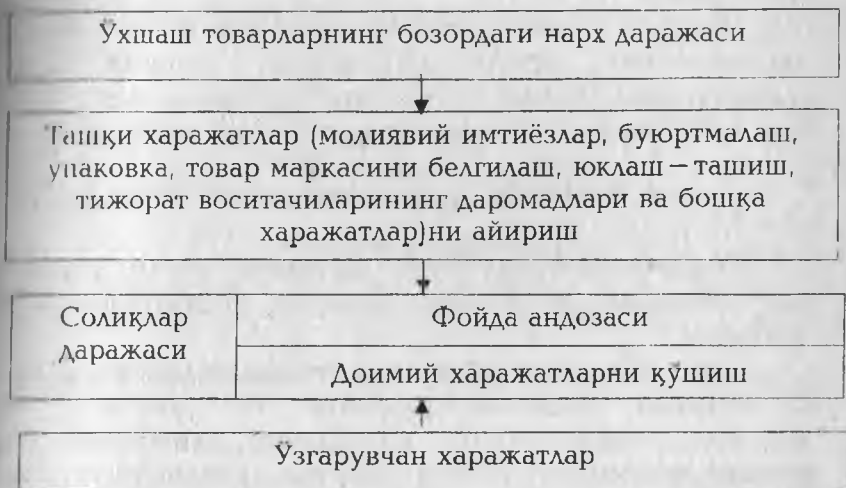 Ўхшаш товарларнинг бозордаги нарх даражаси
Ташқи харажатлар (молиявий имтиёзлар, буюртмалаш,
упаковка, товар маркасини белгилаш, юклаш – ташиш,
тижорат воситачиларининг даромадлари ва бошқа
харажатлар)ни айириш
Солиқлар
даражаси
Фойда андозаси
Доимий харажатларни қўшиш
Ўзгарувчан харажатлар